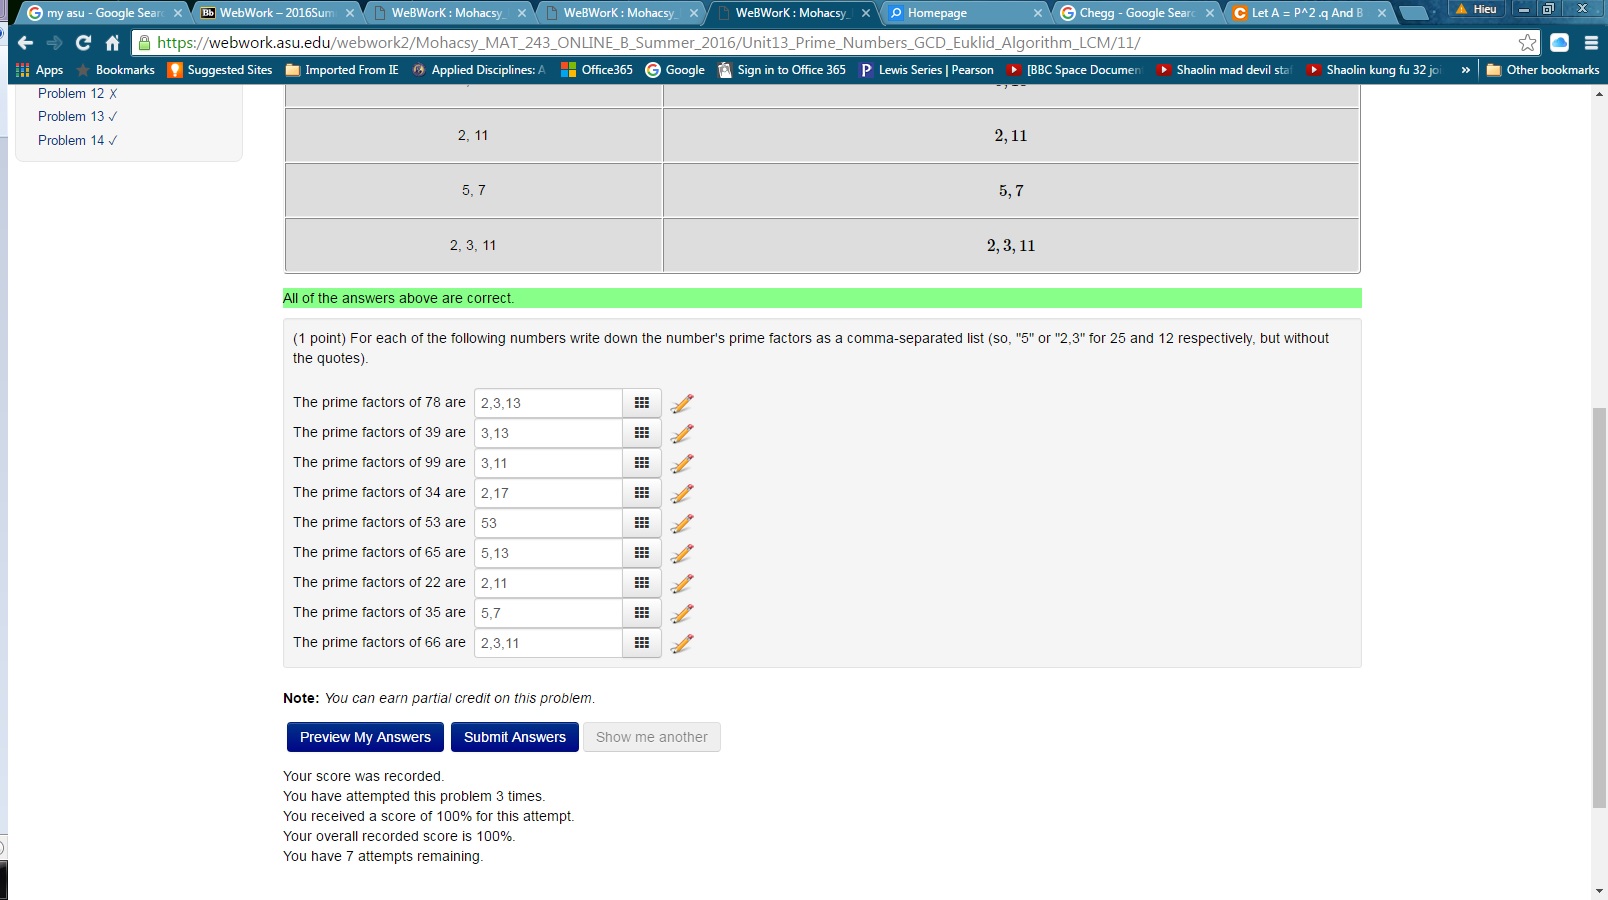 my asu - Google Sear
WebWork – 2016Sum
WeBWorK : Mohacsy_
WeBWorK : Mohacsy_
WeBWorK : Mohacsy_
Homepage
Chegg - Google Searc
Let A = P^2 .q And B
Hieu
https://webwork.asu.edu/webwork2/Mohacsy_MAT_243_ONLINE_B_Summer_2016/Unit13_Prime_Numbers_GCD_Euklid_Algorithm_LCM/11/
Apps Bookmarks Suggested Sites Imported From IE Applied Disciplines: A Office365 Google Sign in to Office 365 Lewis Series | Pearson [BBC Space Documen Shaolin mad devil sta Shaolin kung fu 32 joi » Other bookmarks
Problem 12 ✗
Problem 13 ✓
Problem 14 ✓
2, 11 2, 11
5, 7 5, 7
2, 3, 11 2, 3, 11
All of the answers above are correct.
(1 point) For each of the following numbers write down the number's prime factors as a comma-separated list (so, "5" or "2,3" for 25 and 12 respectively, but without
the quotes).
The prime factors of 78 are 2,3,13
The prime factors of 39 are 3,13
The prime factors of 99 are 3,11
The prime factors of 34 are 2,17
The prime factors of 53 are 53
The prime factors of 65 are 5,13
The prime factors of 22 are 2,11
The prime factors of 35 are 5,7
The prime factors of 66 are 2,3,11
Note: You can earn partial credit on this problem.
Preview My Answers Submit Answers Show me another
Your score was recorded.
You have attempted this problem 3 times.
You received a score of 100% for this attempt.
Your overall recorded score is 100%.
You have 7 attempts remaining.